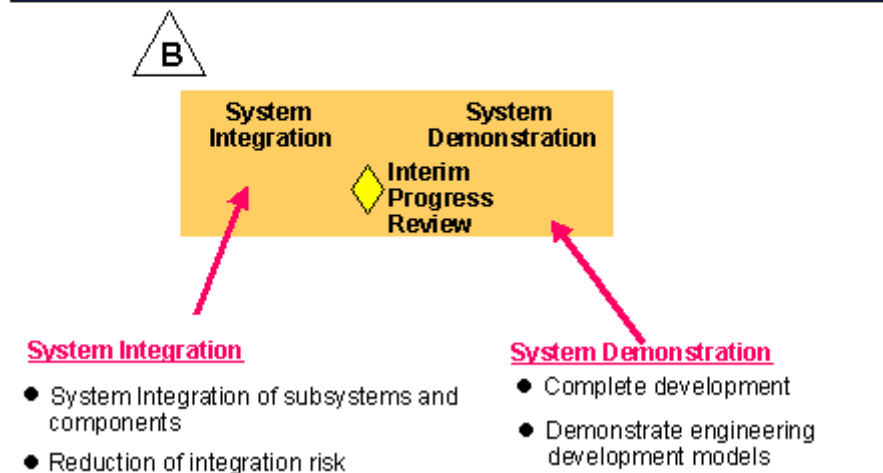 B
System
Integration
System
Demonstration
Interim
Progress
Review
System Integration
● System Integration of subsystems and
components
● Reduction of integration risk
System Demonstration
● Complete development
● Demonstrate engineering
development models